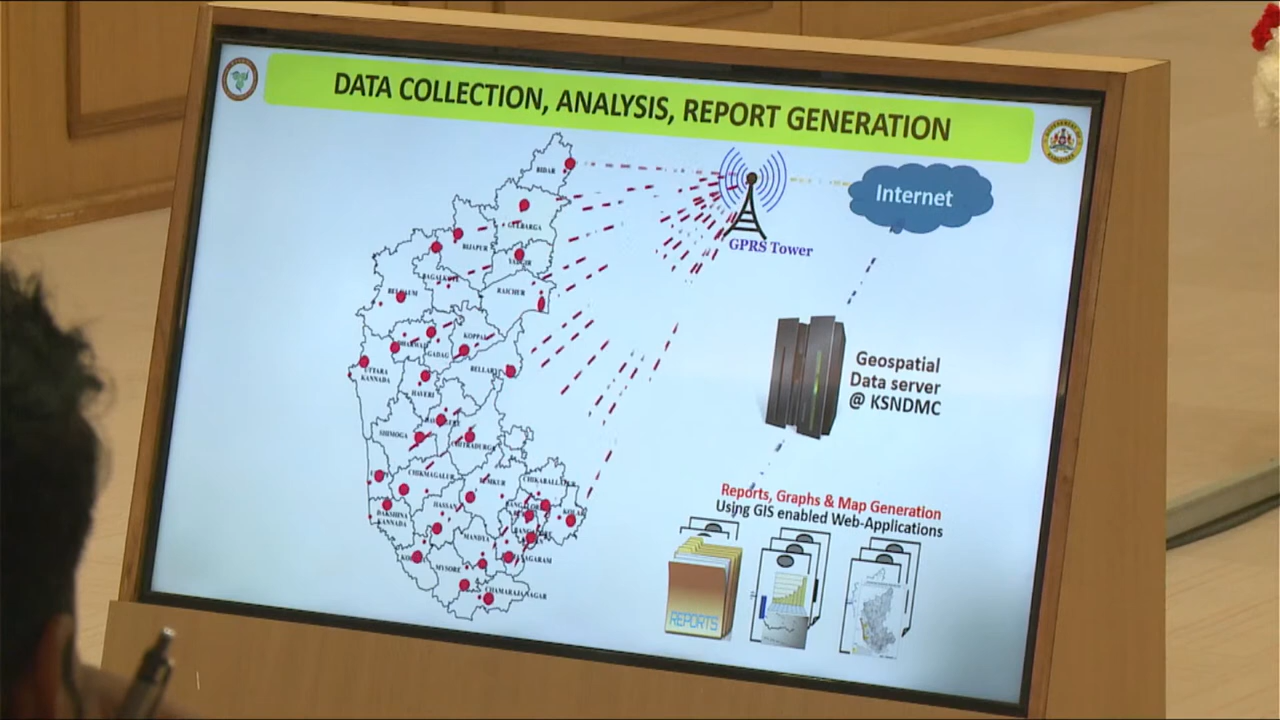 DATA COLLECTION, ANALYSIS, REPORT GENERATION
BIDAR
GULBARGA
BIJAPUR
YADGIR
BAGALKOTE
RAICHUR
BELGAUM
DHARWAD
GADAG
KOPPAL
UTTARA
KANNADA
BELLARY
HAVERI
SHIMOGA
CHITRADURGA
CHIKMAGALUR
TUMKUR
CHIKBALLAPUR
HASSAN
DAKSHINA
KANNADA
KOLAR
MANDYA
MYSORE
CHAMARAJANAGAR
GPRS Tower
Internet
Geospatial
Data server
@ KSNDMC
Reports, Graphs & Map Generation
Using GIS enabled Web-Applications
REPORTS